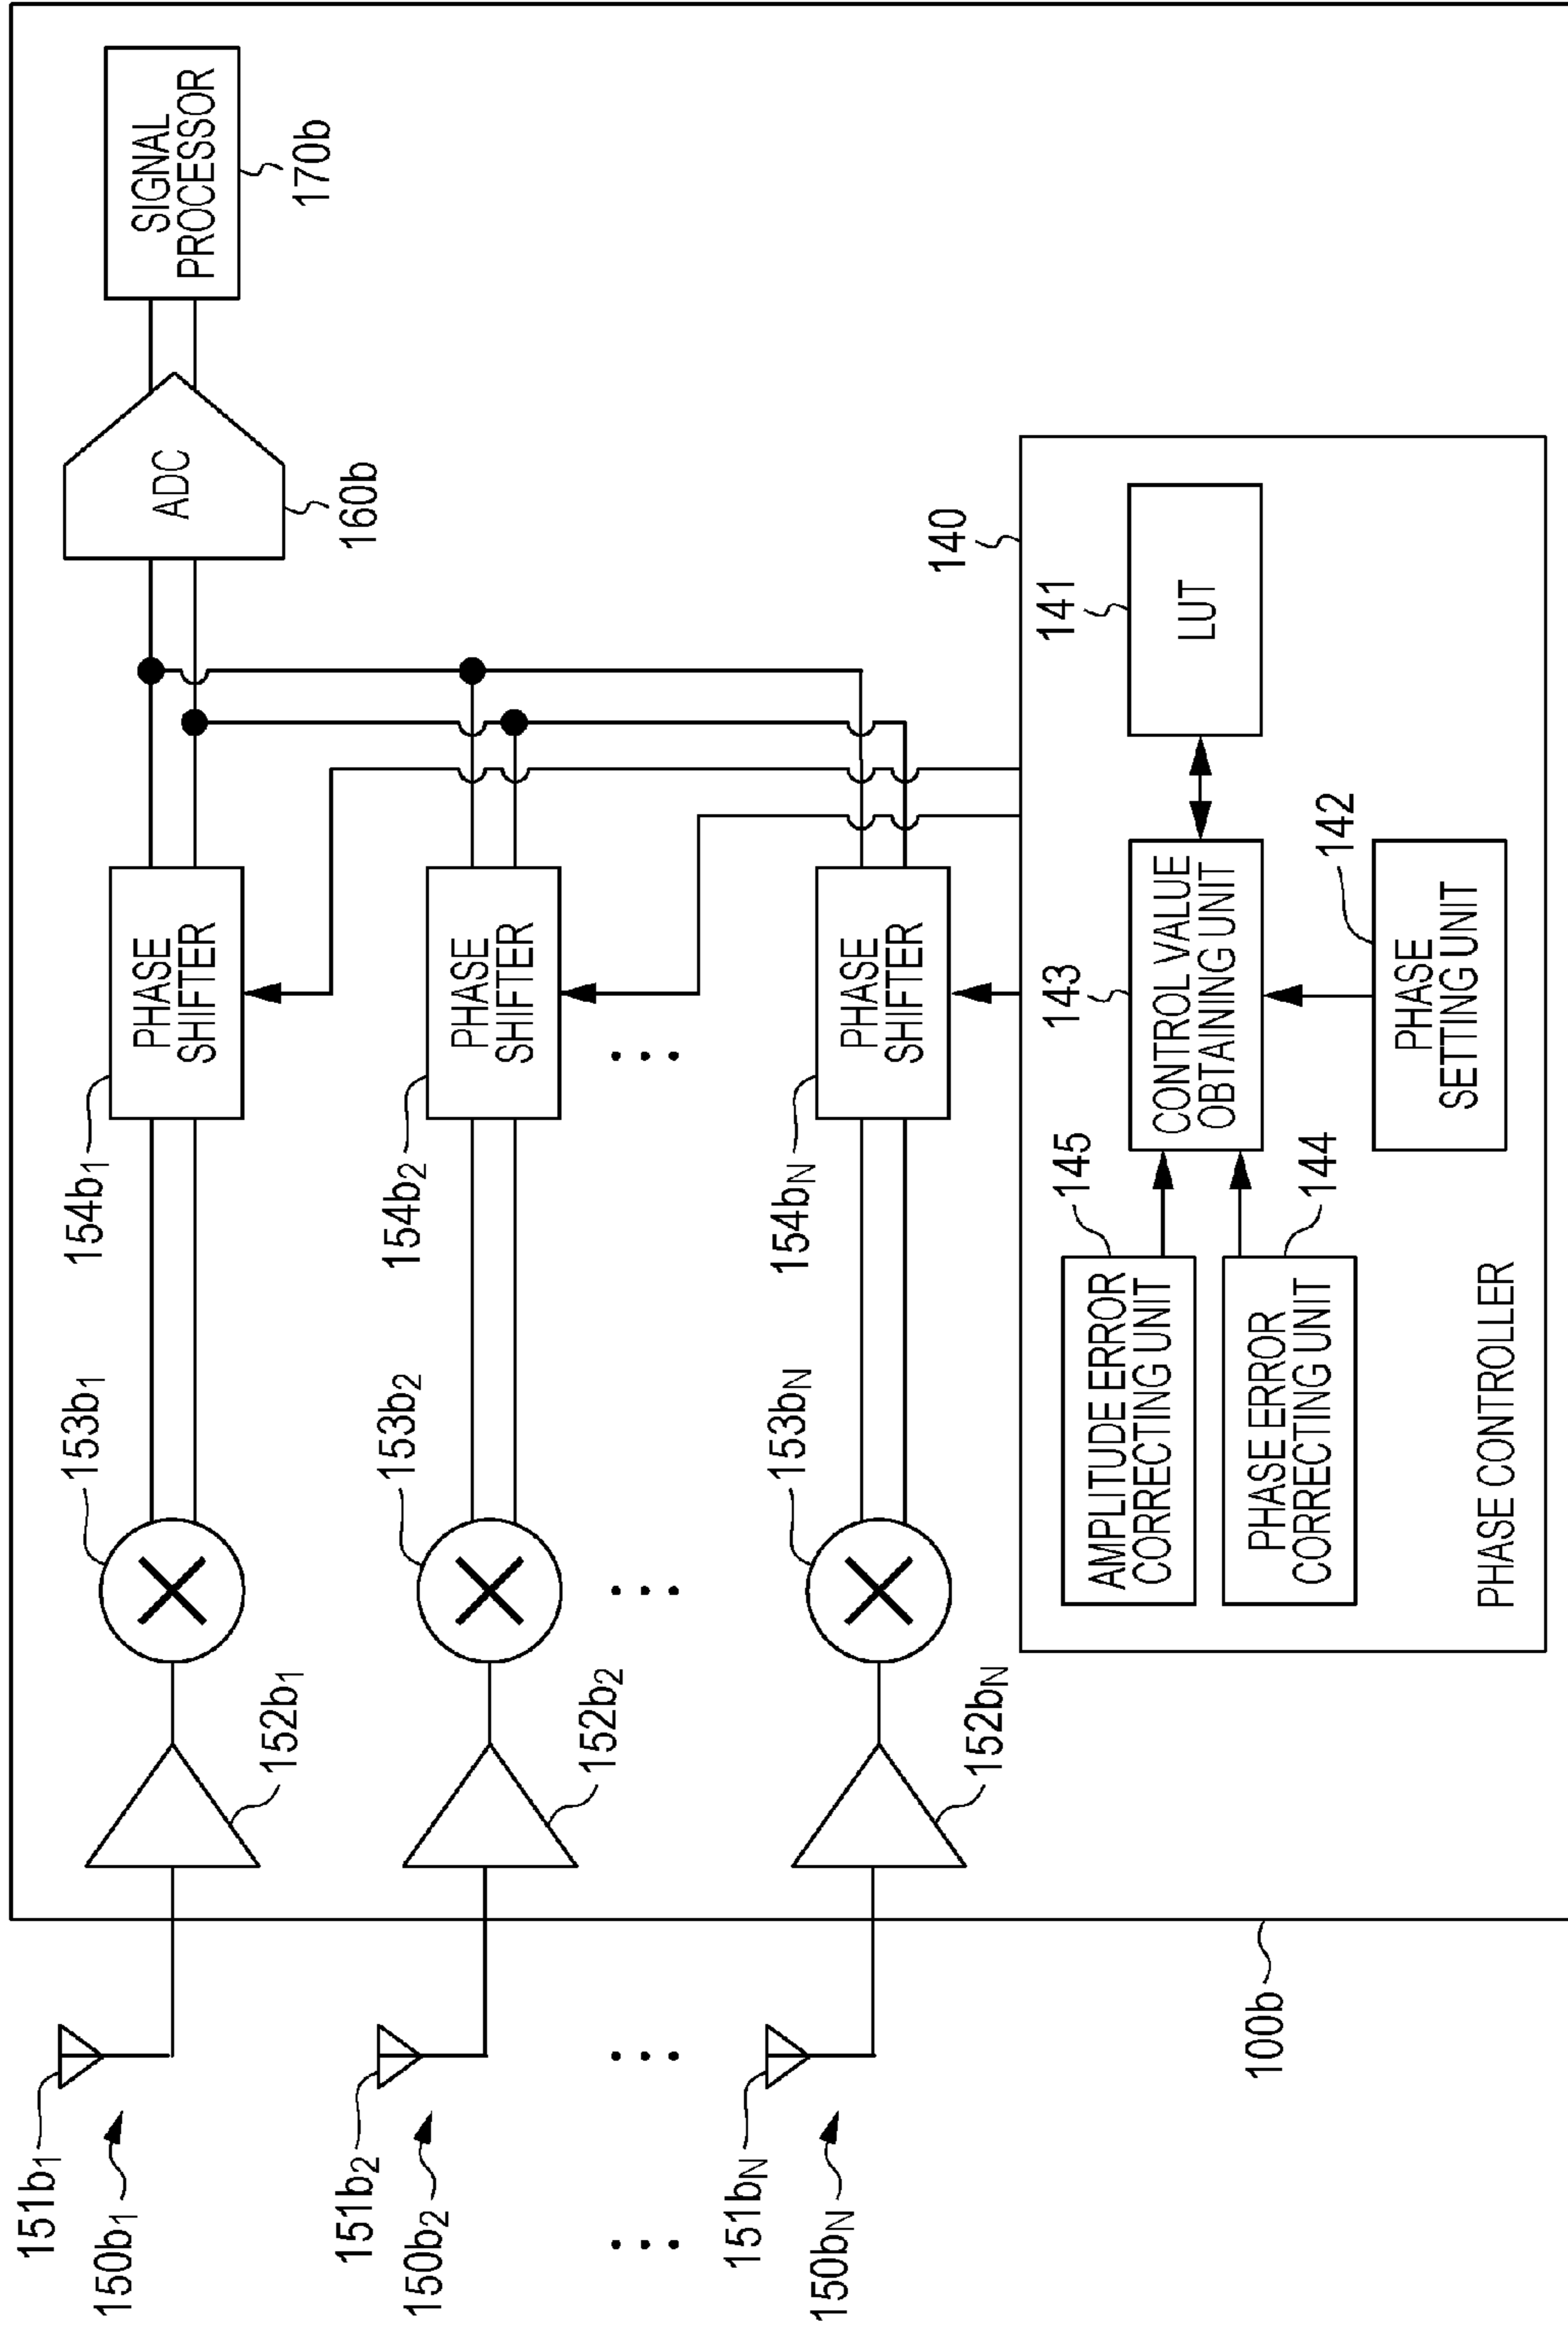 151b1
150b1
152b1
153b1
154b1
PHASE
SHIFTER
ADC
160b
SIGNAL
PROCESSOR
170b
151b2
150b2
152b2
153b2
154b2
PHASE
SHIFTER
...
...
...
...
151bN
150bN
152bN
153bN
154bN
PHASE
SHIFTER
140
145
AMPLITUDE ERROR
CORRECTING UNIT
143
CONTROL VALUE
OBTAINING UNIT
141
LUT
PHASE ERROR
CORRECTING UNIT
144
142
PHASE
SETTING UNIT
PHASE CONTROLLER
100b